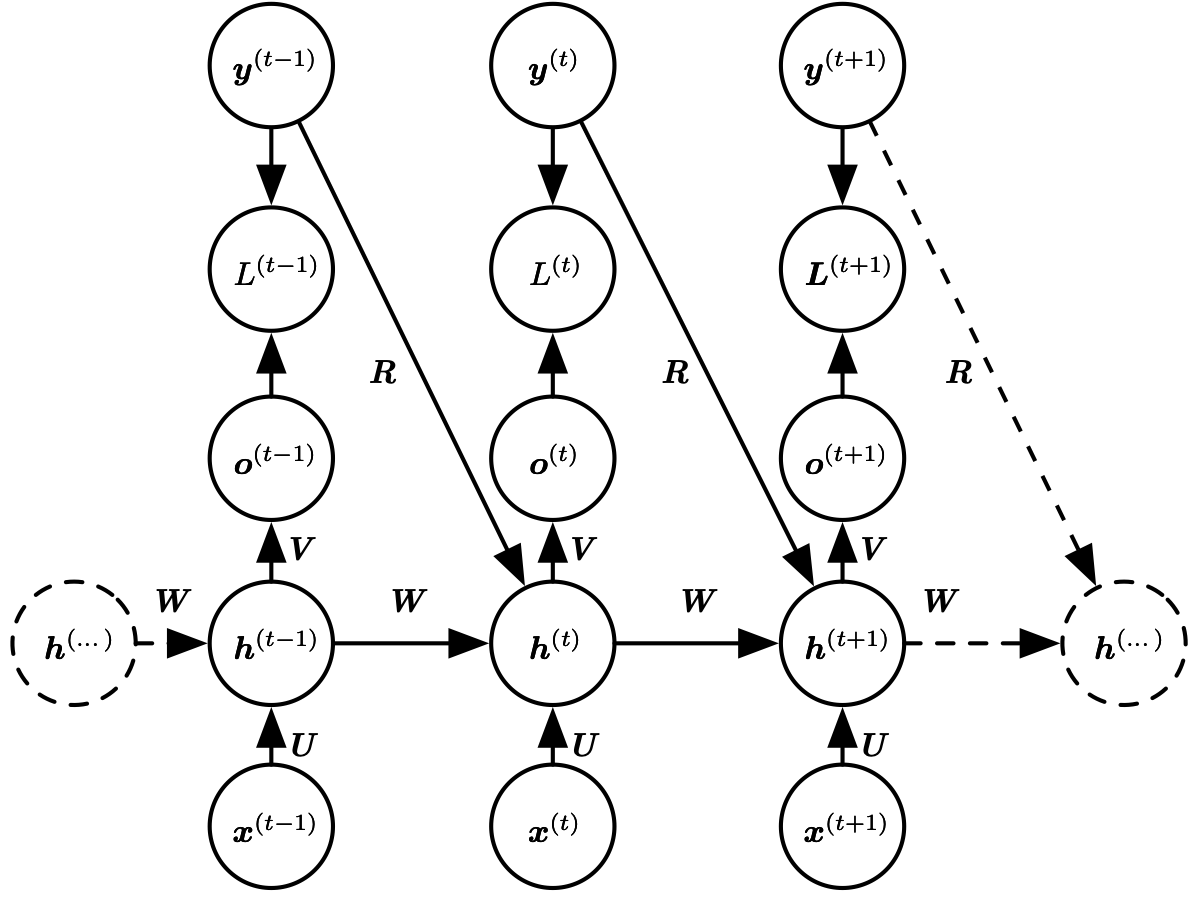 y^(t−1) y^(t) y^(t+1)
L^(t−1) L^(t) L^(t+1)
R R R
o^(t−1) o^(t) o^(t+1)
V V V
W W W W
h^(...) h^(t−1) h^(t) h^(t+1) h^(...)
U U U
x^(t−1) x^(t) x^(t+1)